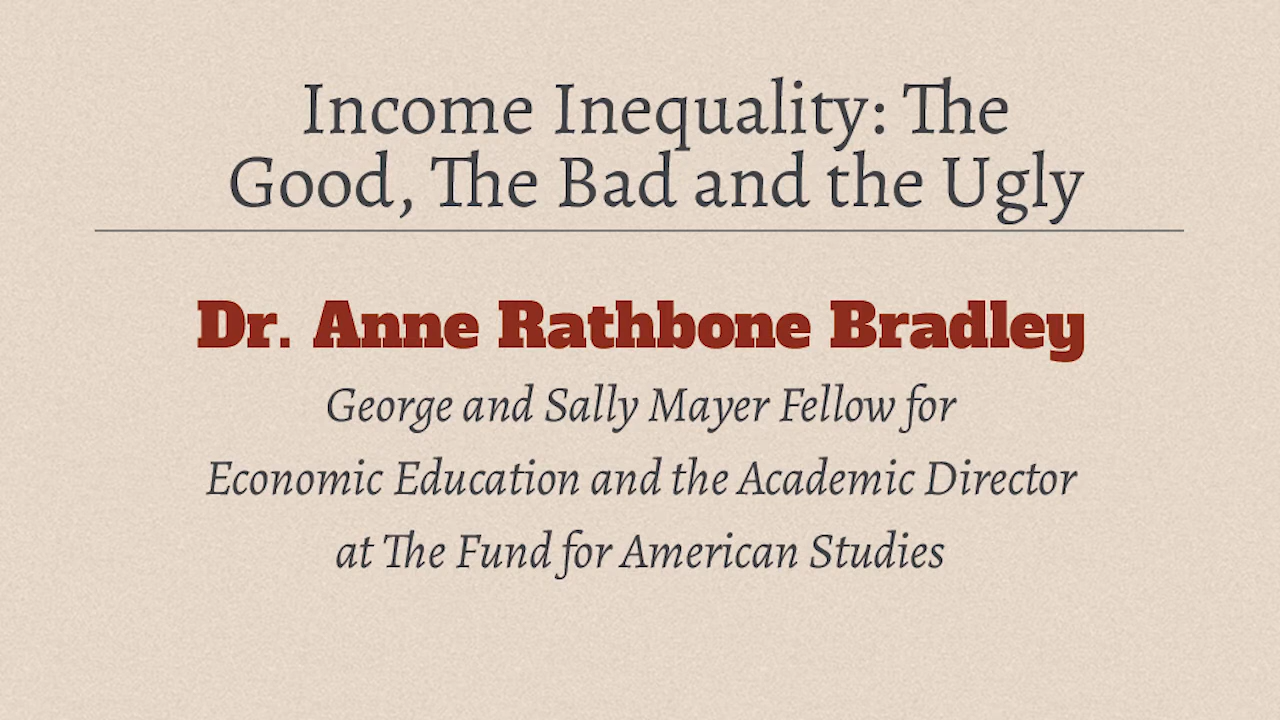 Income Inequality: The
Good, The Bad and the Ugly
Dr. Anne Rathbone Bradley
George and Sally Mayer Fellow for
Economic Education and the Academic Director
at The Fund for American Studies